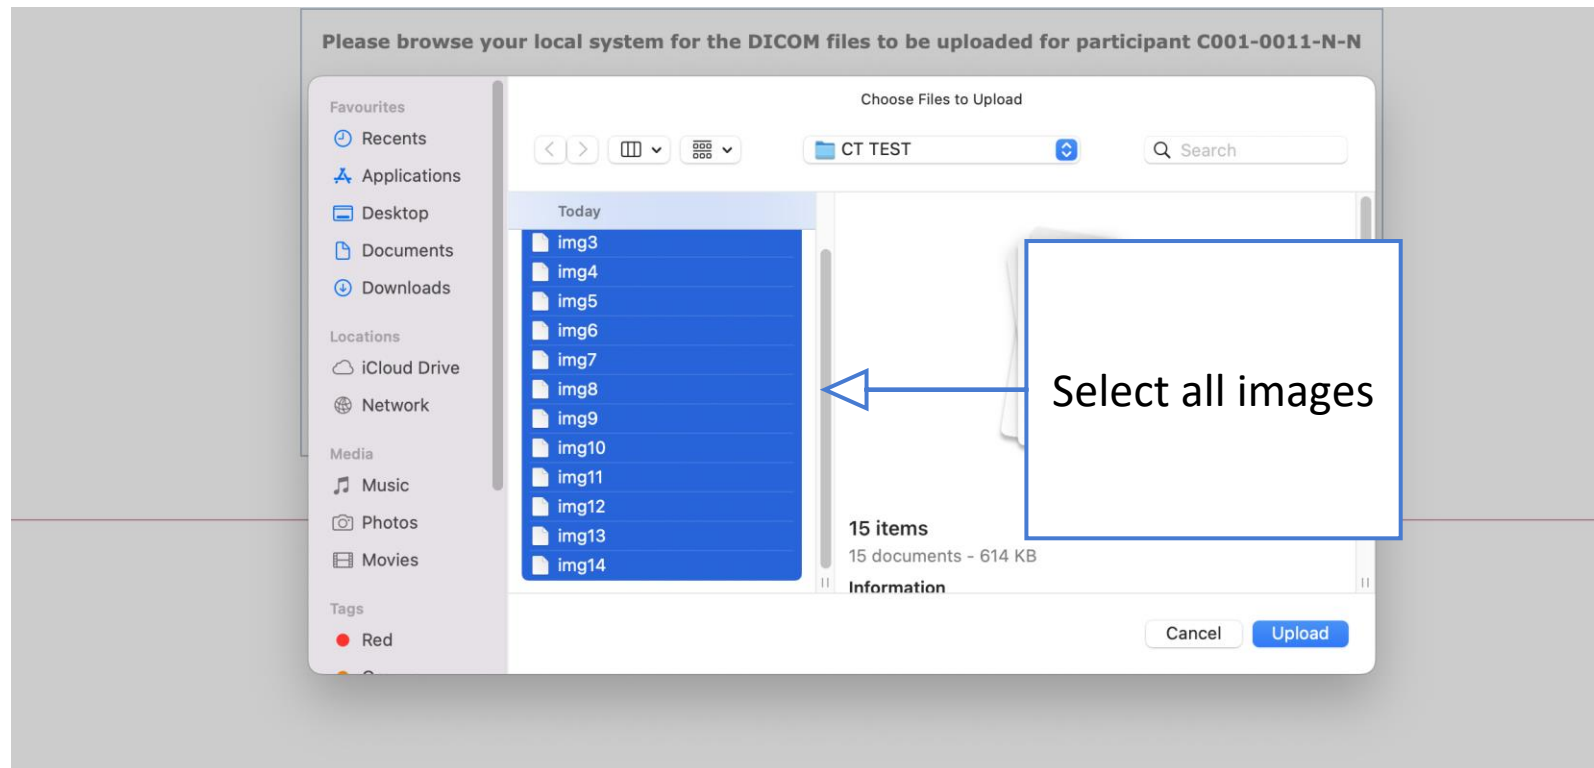 Please browse your local system for the DICOM files to be uploaded for participant C001-0011-N-N
Choose Files to Upload
Favourites
Recents
Applications
Desktop
Documents
Downloads
Locations
iCloud Drive
Network
Media
Music
Photos
Movies
Tags
Red
CT TEST
Search
Today
img3
img4
img5
img6
img7
img8
img9
img10
img11
img12
img13
img14
Select all images
15 items
15 documents - 614 KB
Information
Cancel
Upload